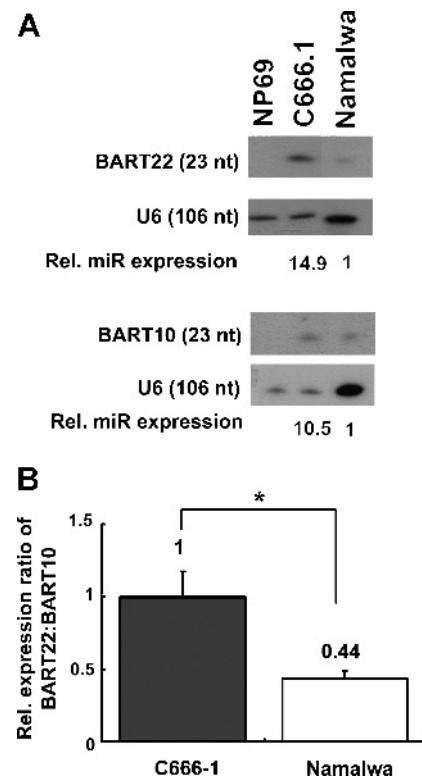 A
NP69
C666.1
Namalwa
BART22 (23 nt)
U6 (106 nt)
Rel. miR expression 14.9 1
BART10 (23 nt)
U6 (106 nt)
Rel. miR expression 10.5 1
B
Rel. expression ratio of
BART22:BART10
1.5
1
0.5
0
*
1
0.44
C666-1 Namalwa